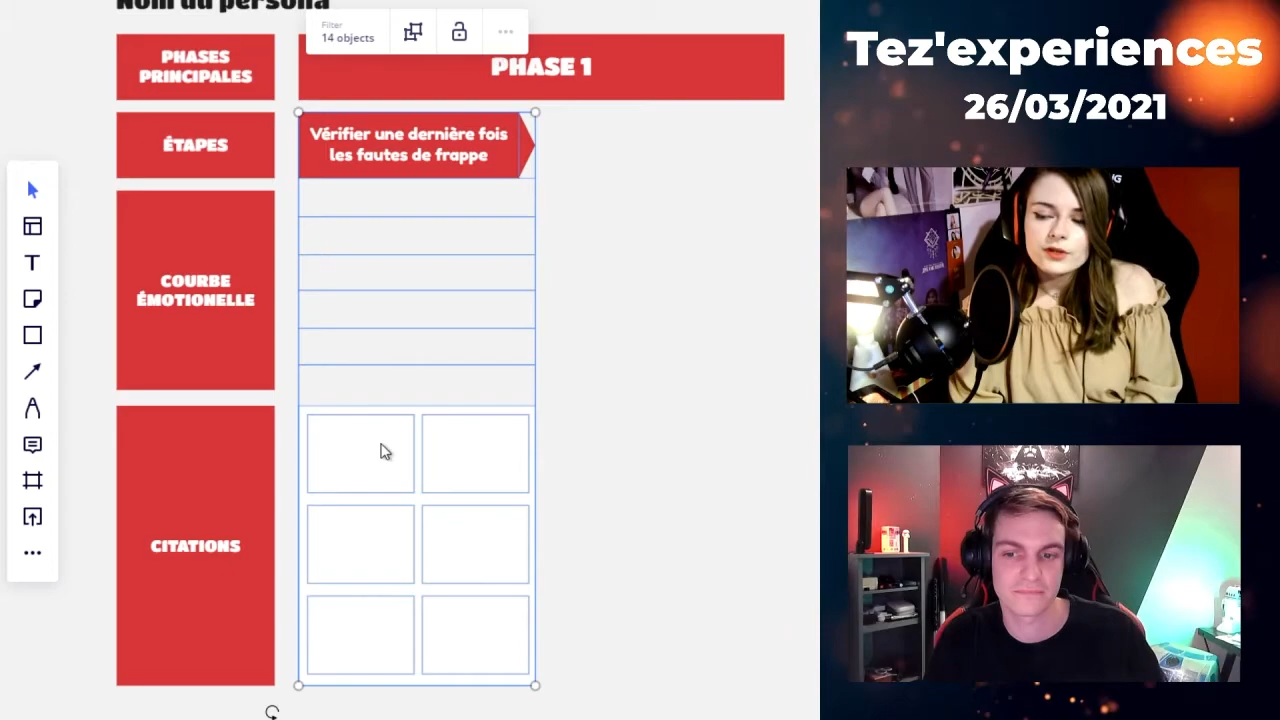 Nom du persona
Filter
14 objects
PHASES
PRINCIPALES
PHASE 1
ÉTAPES
Vérifier une dernière fois
les fautes de frappe
COURBE
ÉMOTIONELLE
CITATIONS
Tez'experiences
26/03/2021